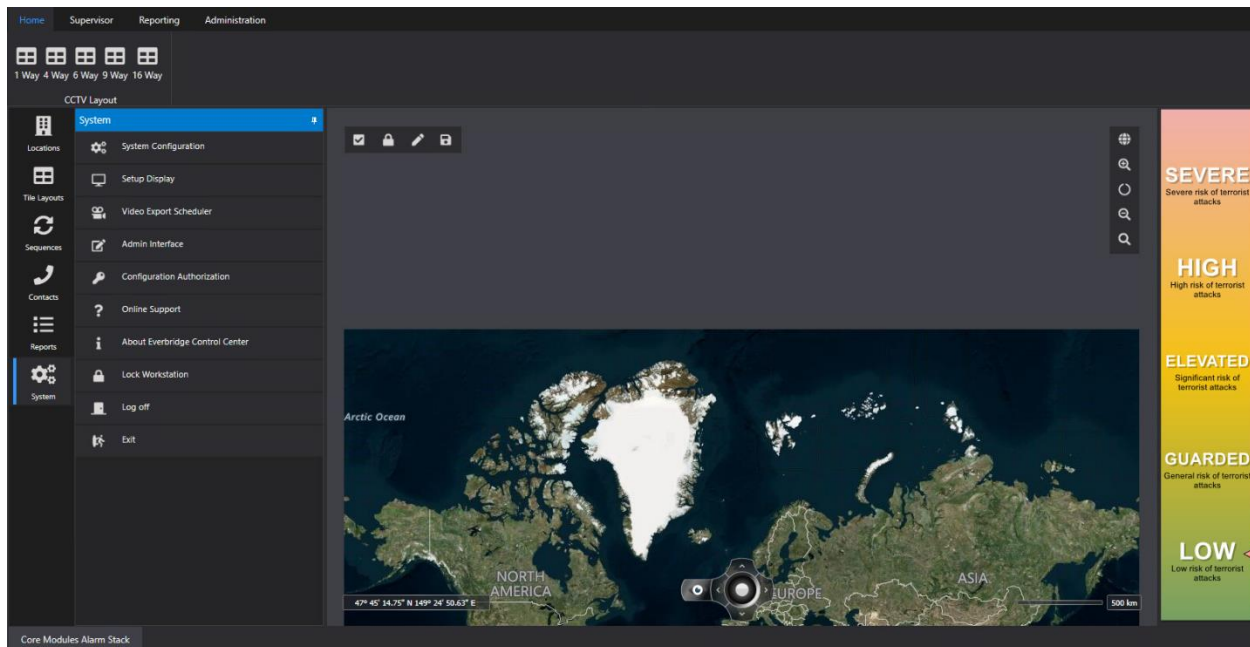 Home Supervisor Reporting Administration
1 Way 4 Way 6 Way 9 Way 16 Way
CCTV Layout
Locations
Tile Layouts
Sequences
Contacts
Reports
System
System
System Configuration
Setup Display
Video Export Scheduler
Admin Interface
Configuration Authorization
Online Support
About Everbridge Control Center
Lock Workstation
Log off
Exit
Arctic Ocean
NORTH
AMERICA
EUROPE
ASIA
47° 45' 14.75" N 149° 24' 50.63" E
500 km
SEVERE
Severe risk of terrorist
attacks
HIGH
High risk of terrorist
attacks
ELEVATED
Significant risk of
terrorist attacks
GUARDED
General risk of terrorist
attacks
LOW
Low risk of terrorist
attacks
Core Modules Alarm Stack